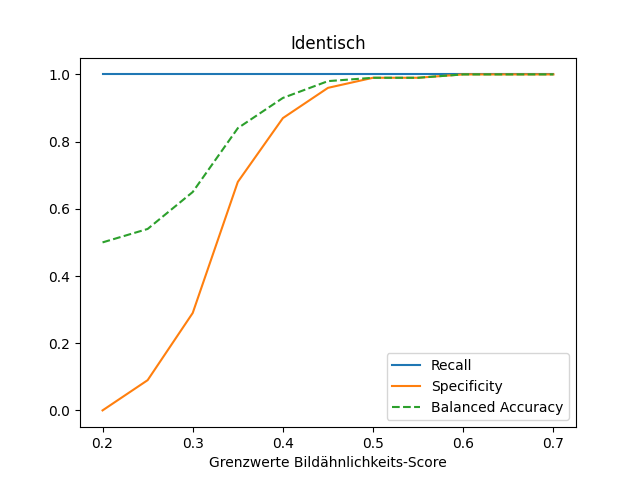 Identisch
1.0
0.8
0.6
0.4
0.2
0.0
Recall
Specificity
Balanced Accuracy
0.2 0.3 0.4 0.5 0.6 0.7
Grenzwerte Bildähnlichkeits-Score